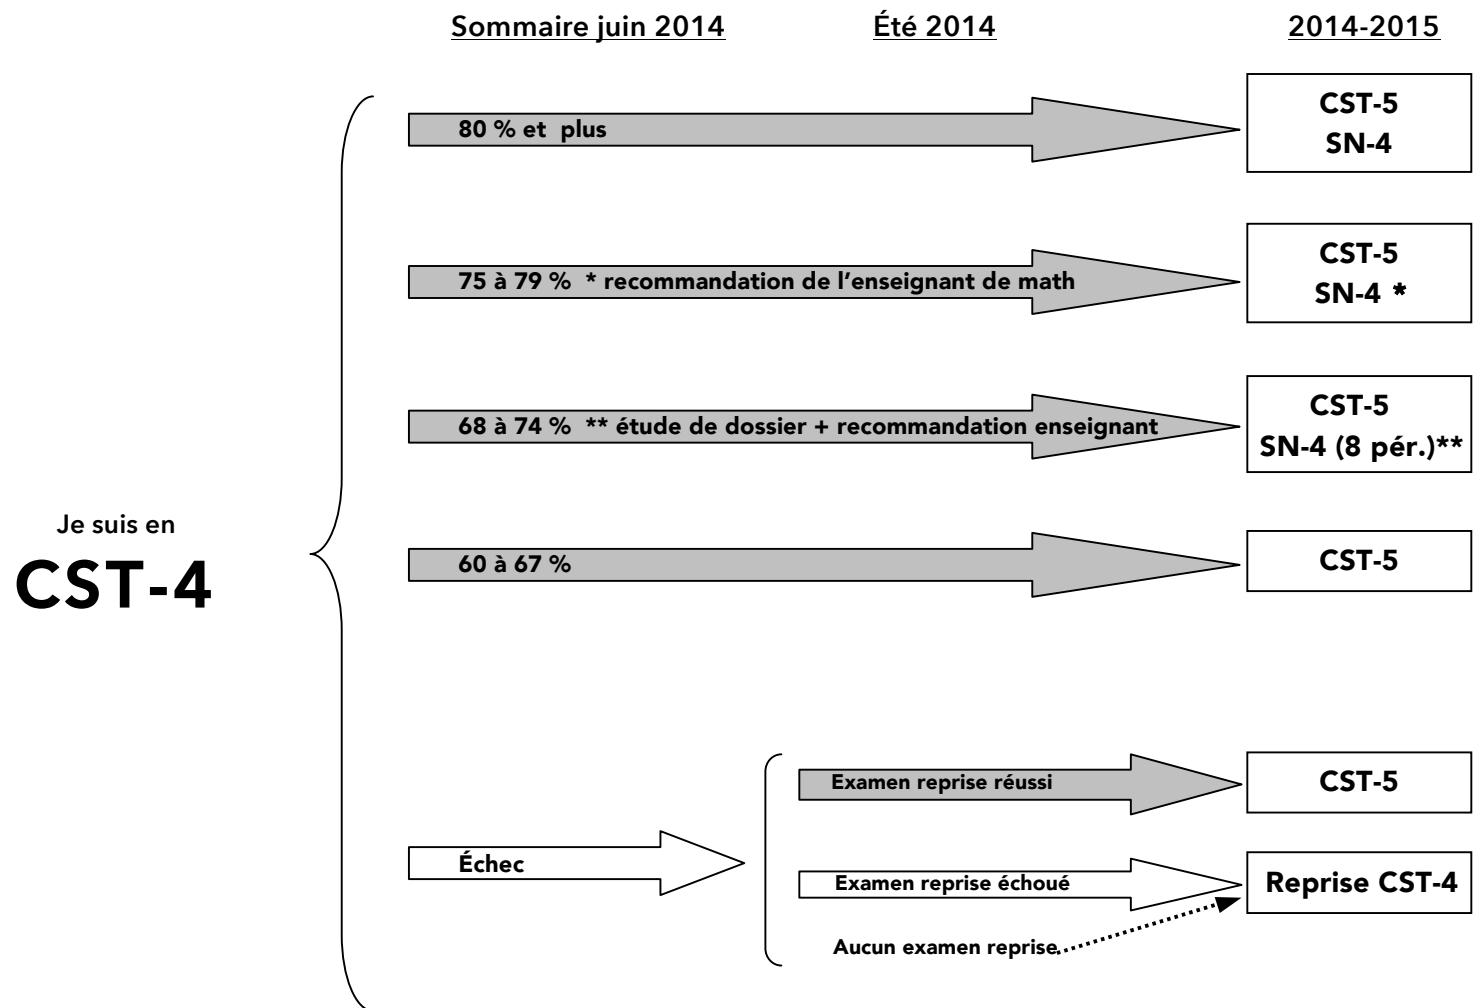 Sommaire juin 2014
Été 2014
2014-2015
80 % et plus
CST-5
SN-4
75 à 79 % * recommandation de l'enseignant de math
CST-5
SN-4 *
68 à 74 % ** étude de dossier + recommandation enseignant
CST-5
SN-4 (8 pér.)**
Je suis en
CST-4
60 à 67 %
CST-5
Examen reprise réussi
CST-5
Échec
Examen reprise échoué
Reprise CST-4
Aucun examen reprise